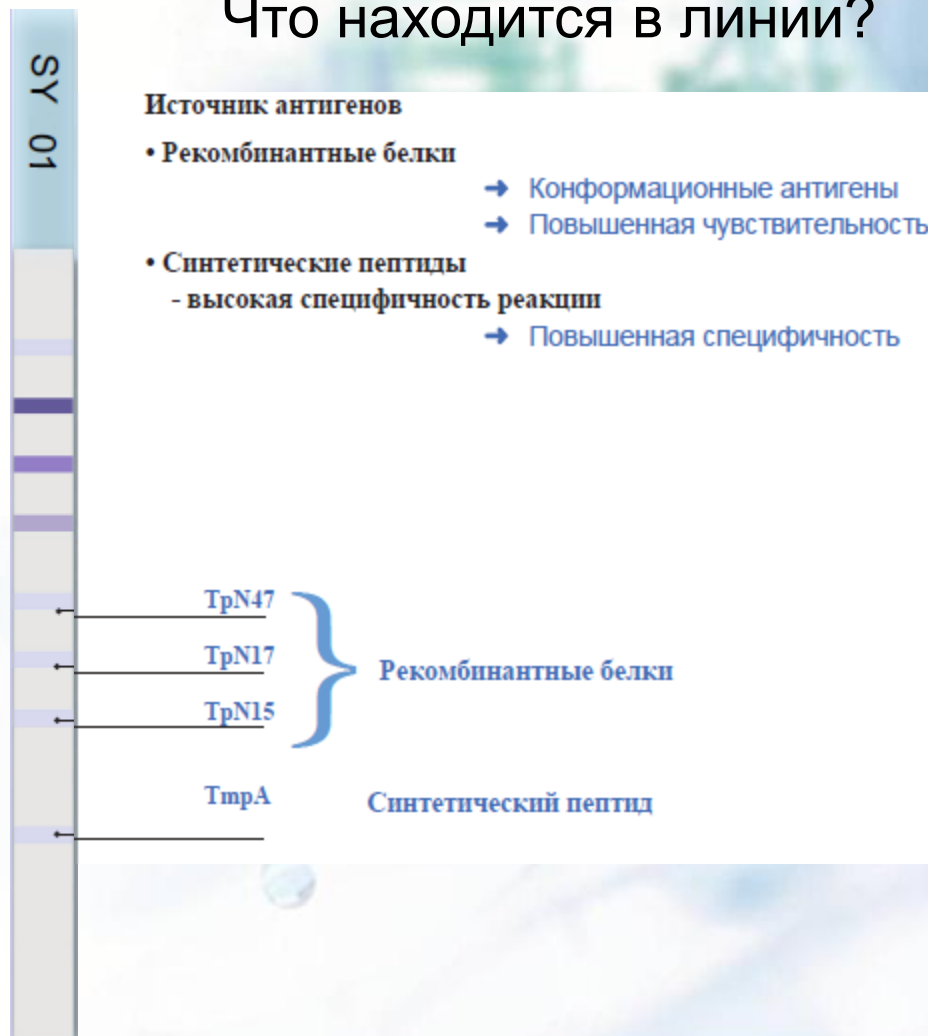 Что находится в линии?
SY 01
Источник антигенов
• Рекомбинантные белки
➔ Конформационные антигены
➔ Повышенная чувствительность
• Синтетические пептиды
- высокая специфичность реакции
➔ Повышенная специфичность
TpN47
TpN17
Рекомбинантные белки
TpN15
TmpA
Синтетический пептид